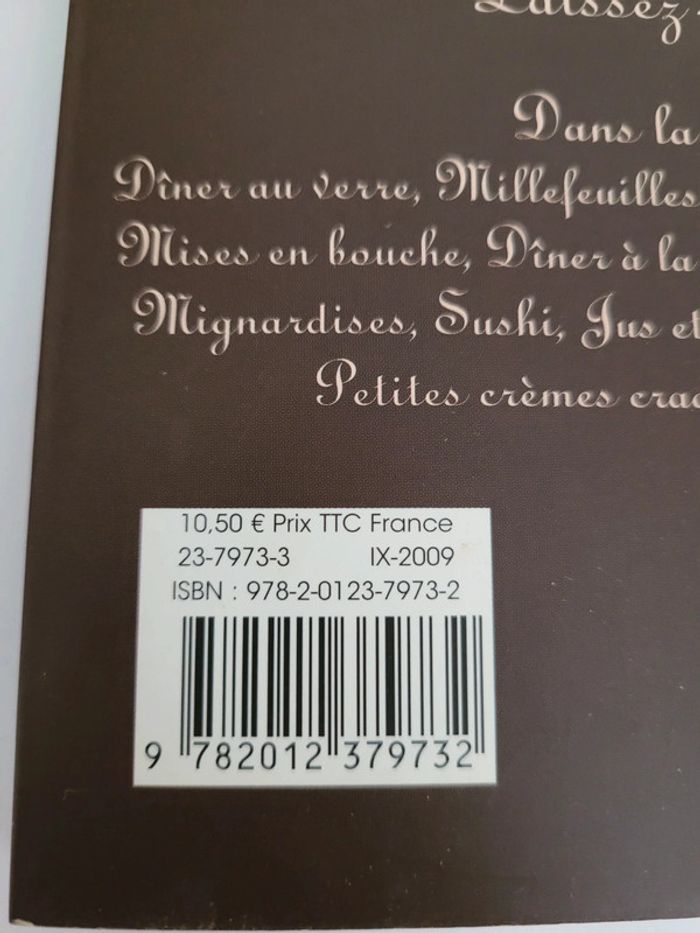 Laissez-
Dans la
Dîner au verre, Millefeuilles
Mises en bouche, Dîner à la
Mignardises, Sushi, Jus et
Petites crèmes
10,50 € Prix TTC France
23-7973-3 IX-2009
ISBN : 978-2-0123-7973-2
9 782012 379732